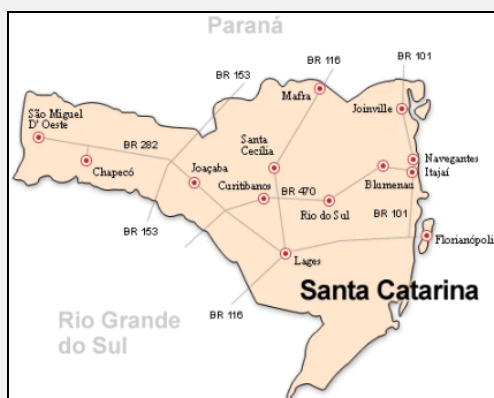 Paraná
BR 116
BR 101
BR 153
Mafra
Joinville
São Miguel
D' Oeste
BR 282
Santa
Cecília
Navegantes
Chapecó
Joaçaba
Itajaí
Blumenau
Curitibanos
BR 470
Rio do Sul
BR 101
BR 153
Florianópoli
Lages
Santa Catarina
BR 116
Rio Grande
do Sul